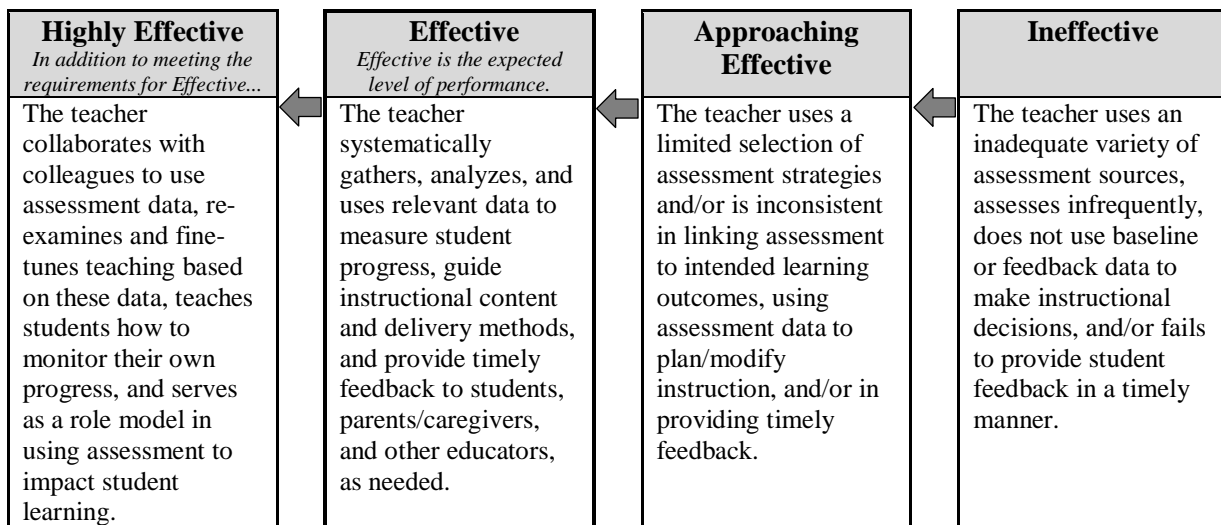 Highly Effective
In addition to meeting the
requirements for Effective...
The teacher
collaborates with
colleagues to use
assessment data, re-
examines and fine-
tunes teaching based
on these data, teaches
students how to
monitor their own
progress, and serves
as a role model in
using assessment to
impact student
learning.
Effective
Effective is the expected
level of performance.
The teacher
systematically
gathers, analyzes, and
uses relevant data to
measure student
progress, guide
instructional content
and delivery methods,
and provide timely
feedback to students,
parents/caregivers,
and other educators,
as needed.
Approaching
Effective
The teacher uses a
limited selection of
assessment strategies
and/or is inconsistent
in linking assessment
to intended learning
outcomes, using
assessment data to
plan/modify
instruction, and/or in
providing timely
feedback.
Ineffective
The teacher uses an
inadequate variety of
assessment sources,
assesses infrequently,
does not use baseline
or feedback data to
make instructional
decisions, and/or fails
to provide student
feedback in a timely
manner.